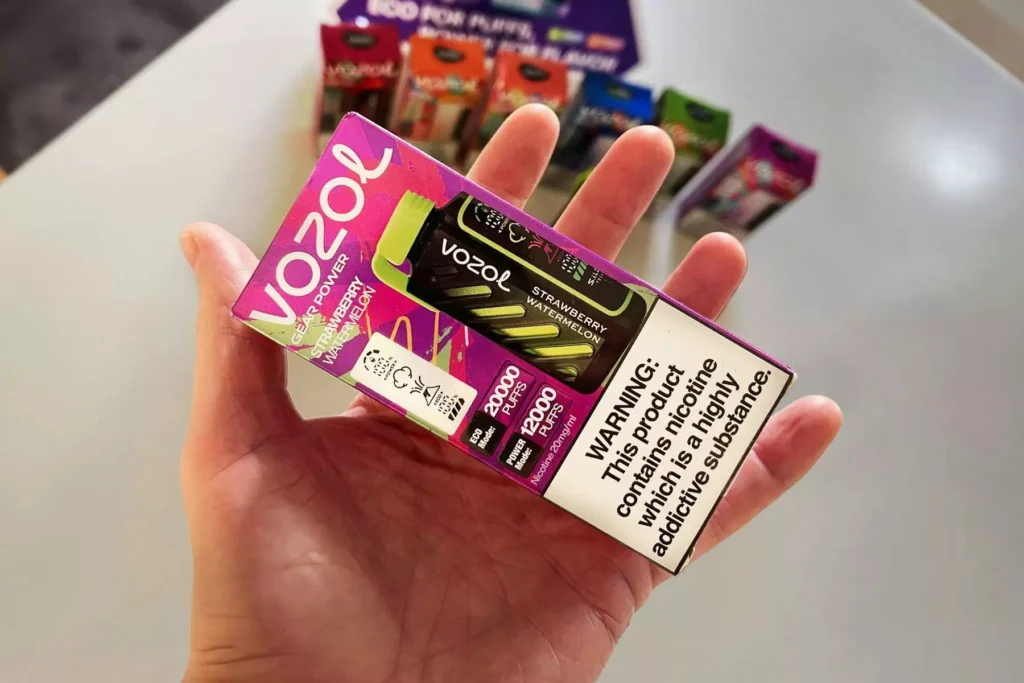 ECO FOR PUFFS,
VOZOL
GEAR POWER
STRAWBERRY
WATERMELON
VOZOL
STRAWBERRY
WATERMELON
ECO
Mode:
20000
PUFFS
POWER
Mode:
12000
PUFFS
Nicotine 20mg/ml
WARNING:
This product
contains nicotine
which is a highly
addictive substance.